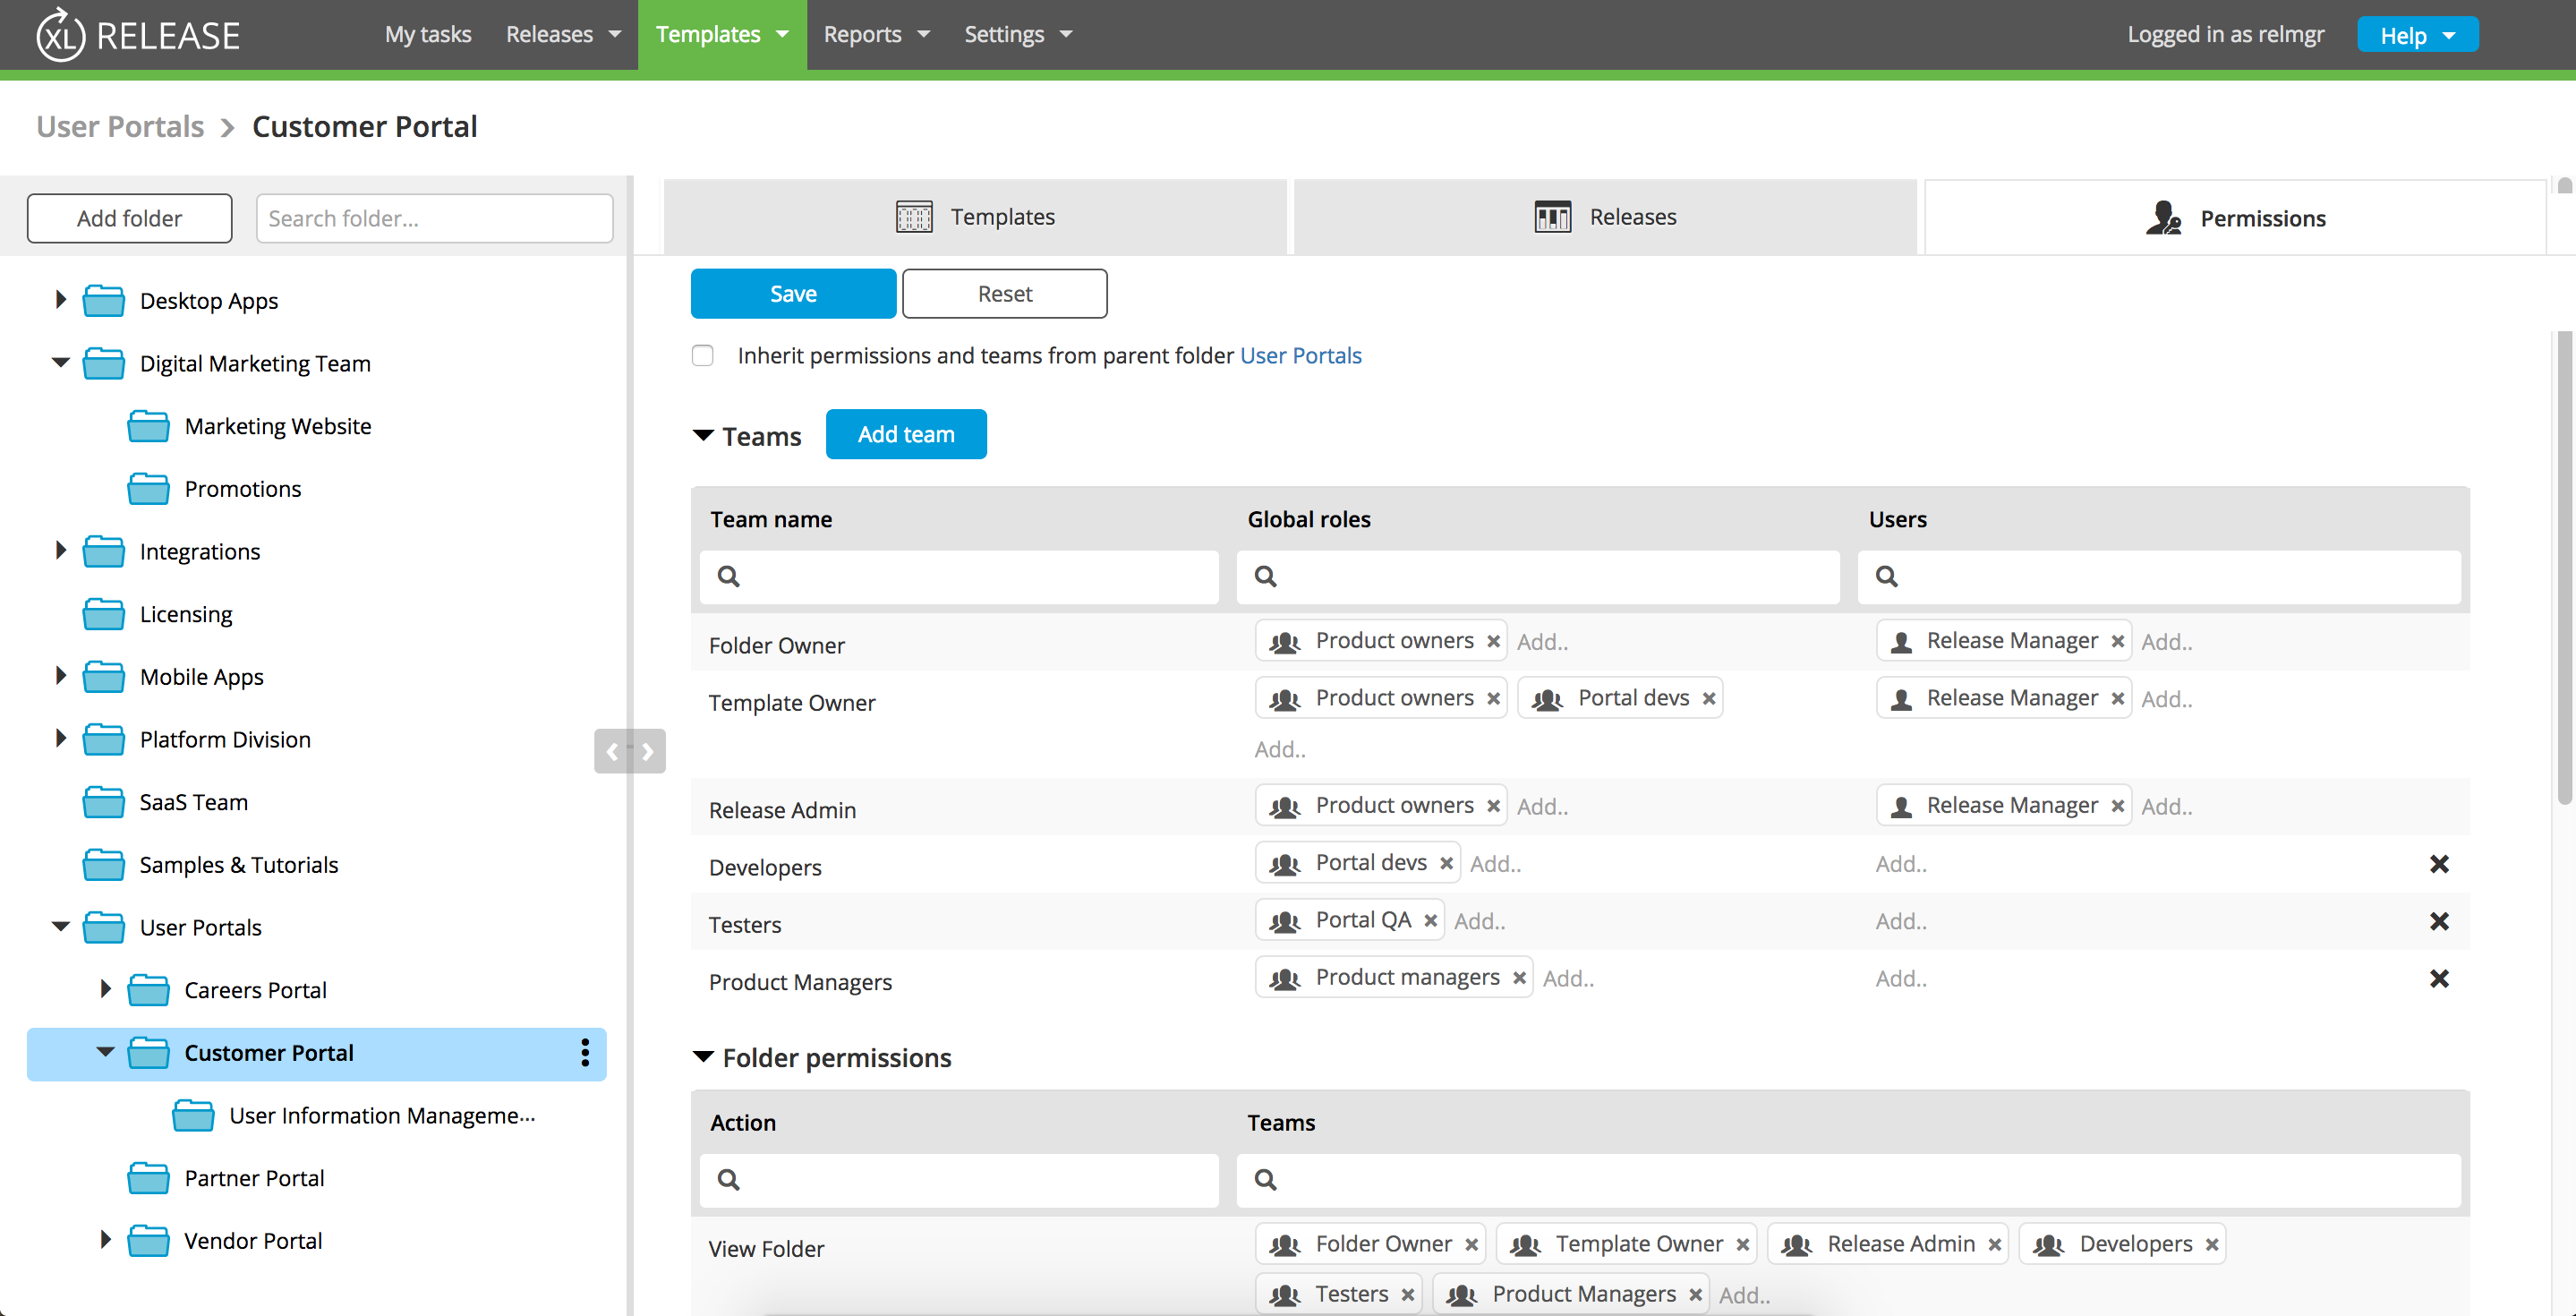 XL RELEASE My tasks Releases Templates Reports Settings Logged in as relmgr Help
User Portals > Customer Portal
Add folder Search folder...
Desktop Apps
Digital Marketing Team
Marketing Website
Promotions
Integrations
Licensing
Mobile Apps
Platform Division
SaaS Team
Samples & Tutorials
User Portals
Careers Portal
Customer Portal
User Information Manageme...
Partner Portal
Vendor Portal
Templates Releases Permissions
Save Reset
Inherit permissions and teams from parent folder User Portals
Teams Add team
Team name Global roles Users
Folder Owner Product owners Add.. Release Manager Add..
Template Owner Product owners Portal devs Release Manager Add..
Add..
Release Admin Product owners Add.. Release Manager Add..
Developers Portal devs Add.. Add..
Testers Portal QA Add.. Add..
Product Managers Product managers Add.. Add..
Folder permissions
Action Teams
View Folder Folder Owner Template Owner Release Admin Developers
Testers Product Managers Add..